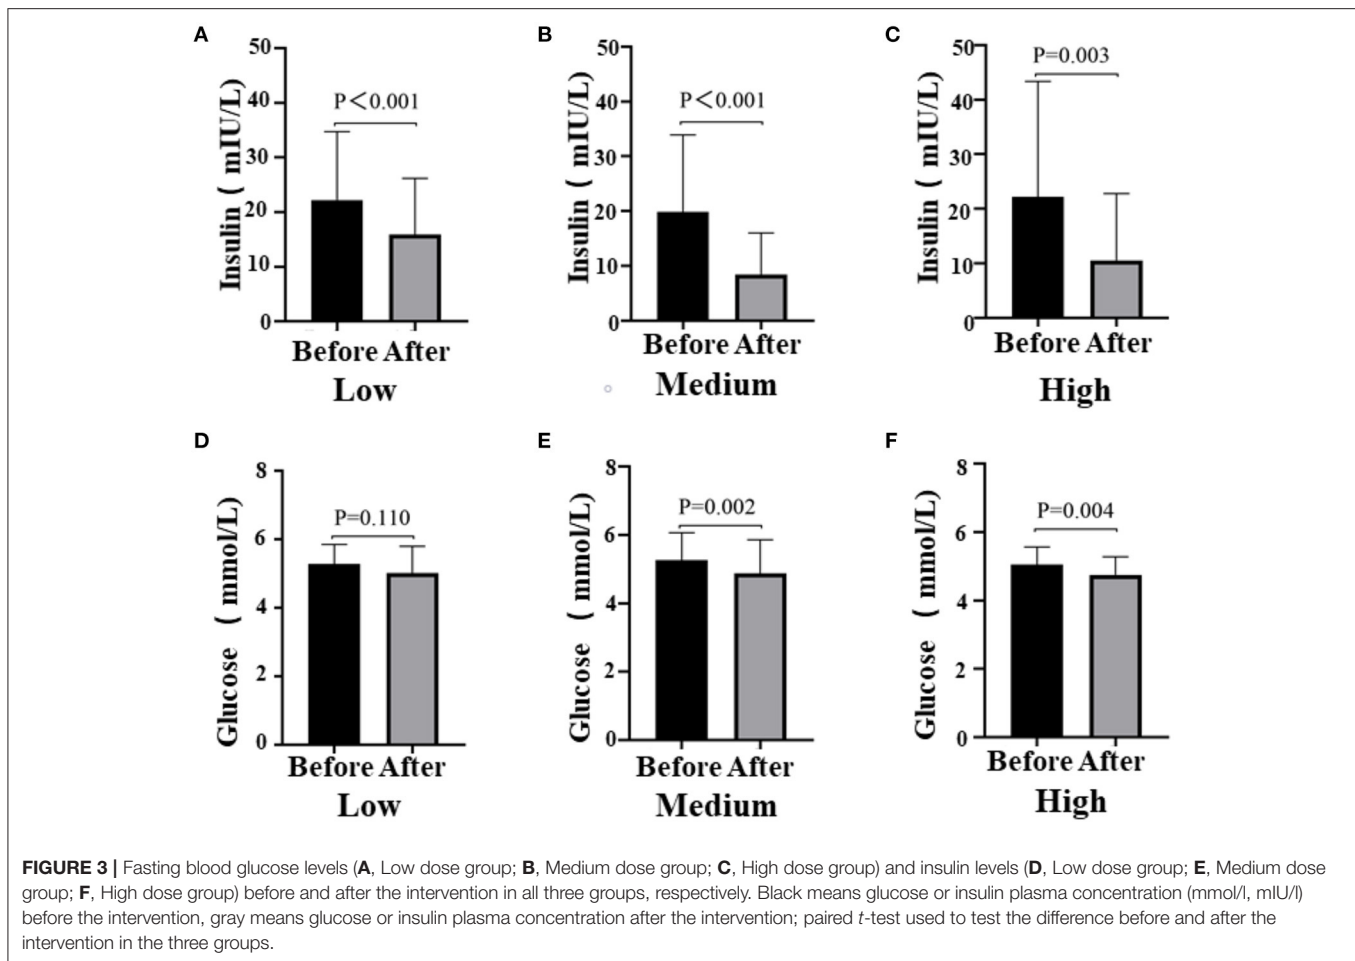 A
50
40
30
20
10
0
Insulin ( mIU/L)
P<0.001
Before After
Low
B
50
40
30
20
10
0
Insulin ( mIU/L)
P<0.001
Before After
Medium
C
50
40
30
20
10
0
Insulin ( mIU/L)
P=0.003
Before After
High
D
8
6
4
2
0
Glucose ( mmol/L)
P=0.110
Before After
Low
E
8
6
4
2
0
Glucose ( mmol/L)
P=0.002
Before After
Medium
F
8
6
4
2
0
Glucose ( mmol/L)
P=0.004
Before After
High
FIGURE 3 | Fasting blood glucose levels (A, Low dose group; B, Medium dose group; C, High dose group) and insulin levels (D, Low dose group; E, Medium dose
group; F, High dose group) before and after the intervention in all three groups, respectively. Black means glucose or insulin plasma concentration (mmol/l, mIU/l)
before the intervention, gray means glucose or insulin plasma concentration after the intervention; paired t-test used to test the difference before and after the
intervention in the three groups.